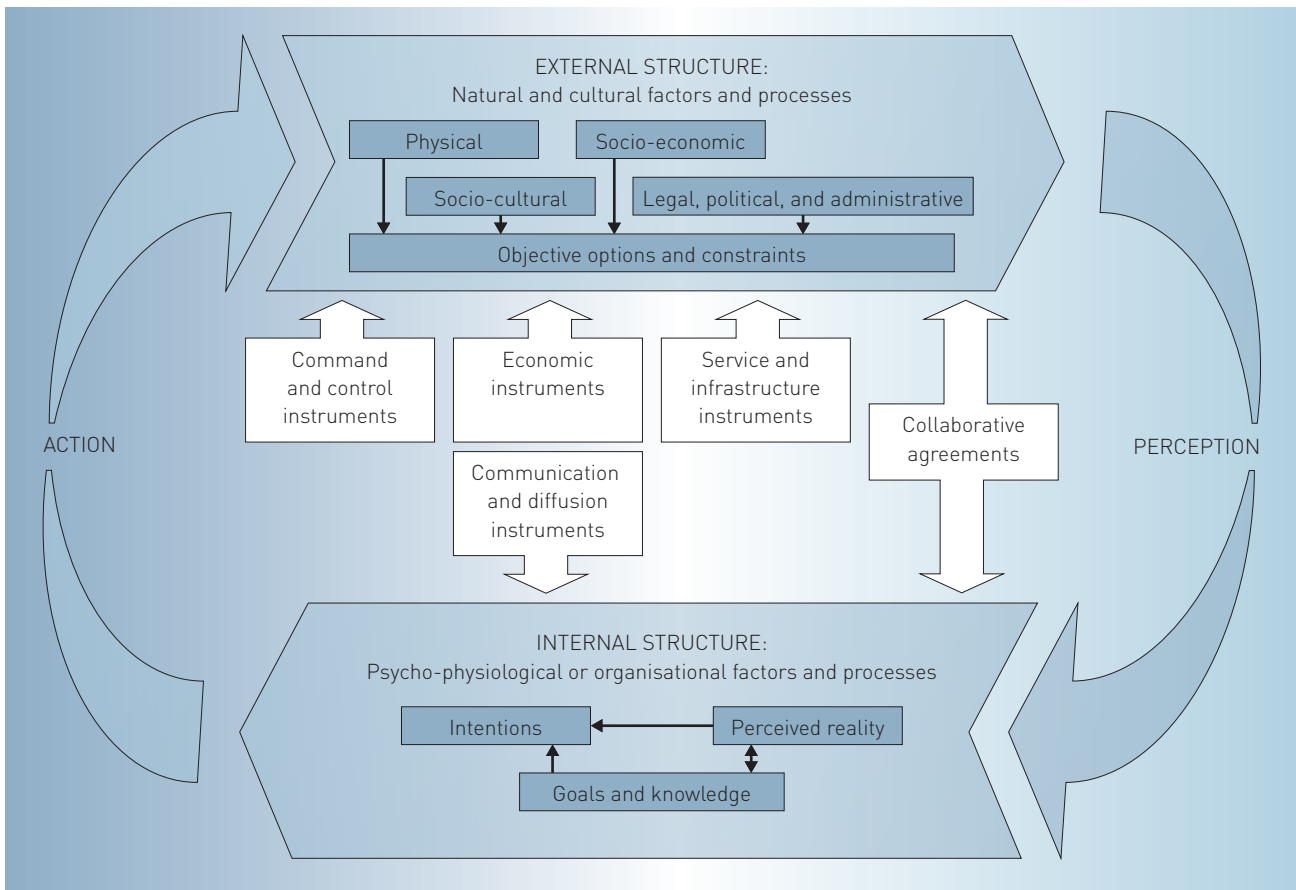 EXTERNAL STRUCTURE:
Natural and cultural factors and processes
Physical
Socio-economic
Socio-cultural
Legal, political, and administrative
Objective options and constraints
Command
and control
instruments
Economic
instruments
Service and
infrastructure
instruments
Collaborative
agreements
ACTION
PERCEPTION
Communication
and diffusion
instruments
INTERNAL STRUCTURE:
Psycho-physiological or organisational factors and processes
Intentions
Perceived reality
Goals and knowledge